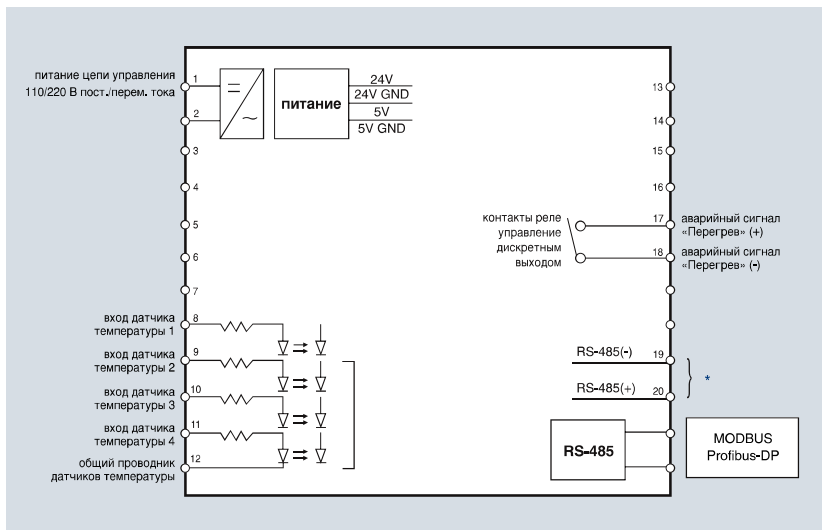 питание цепи управления
110/220 В пост./перем. тока
1
2
3
4
5
6
7
8
9
10
11
12
=
~
питание
24V
24V GND
5V
5V GND
13
14
15
16
17
18
19
20
контакты реле
управление
дискретным
выходом
аварийный сигнал
«Перегрев» (+)
аварийный сигнал
«Перегрев» (-)
вход датчика
температуры 1
вход датчика
температуры 2
вход датчика
температуры 3
вход датчика
температуры 4
общий проводник
датчиков температуры
RS-485(-)
RS-485(+)
*
RS-485
MODBUS
Profibus-DP